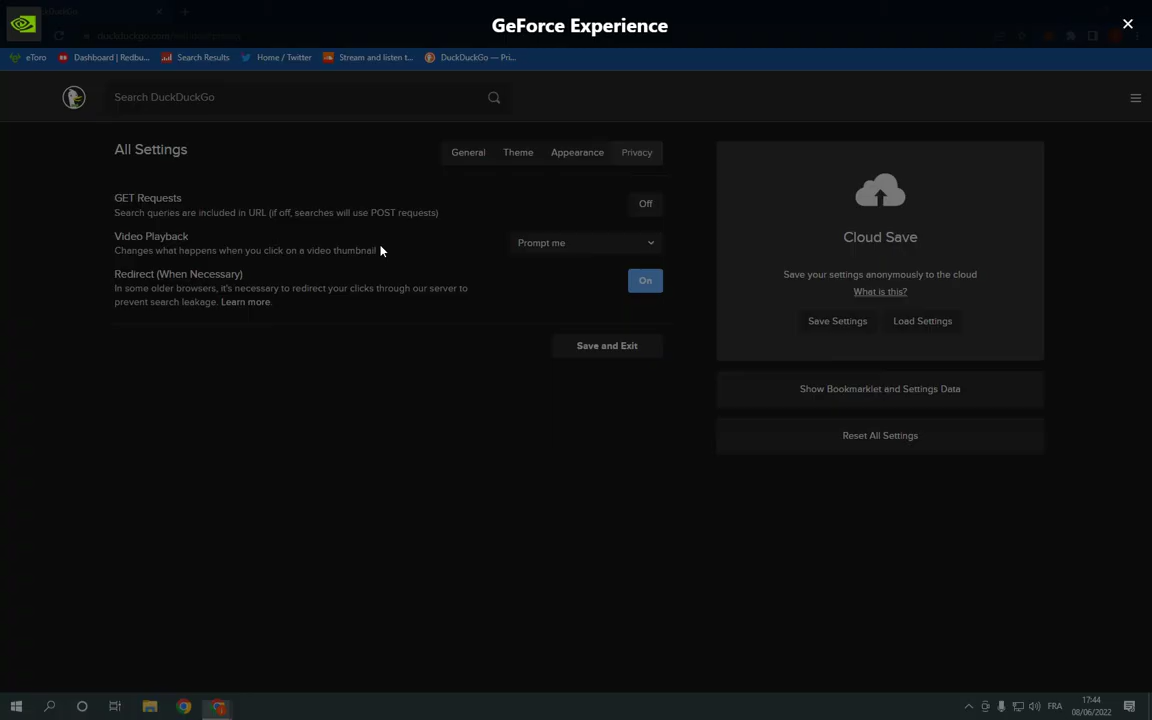 GeForce Experience
duckduckgo.com
eToro
Dashboard | Redbu...
Search Results
Home / Twitter
Stream and listen t...
DuckDuckGo — Pri...
Search DuckDuckGo
All Settings
General
Theme
Appearance
Privacy
GET Requests
Search queries are included in URL (if off, searches will use POST requests)
Off
Video Playback
Changes what happens when you click on a video thumbnail
Prompt me
Redirect (When Necessary)
In some older browsers, it's necessary to redirect your clicks through our server to
prevent search leakage. Learn more.
On
Save and Exit
Cloud Save
Save your settings anonymously to the cloud
What is this?
Save Settings
Load Settings
Show Bookmarklet and Settings Data
Reset All Settings
FRA
17:44
08/06/2022